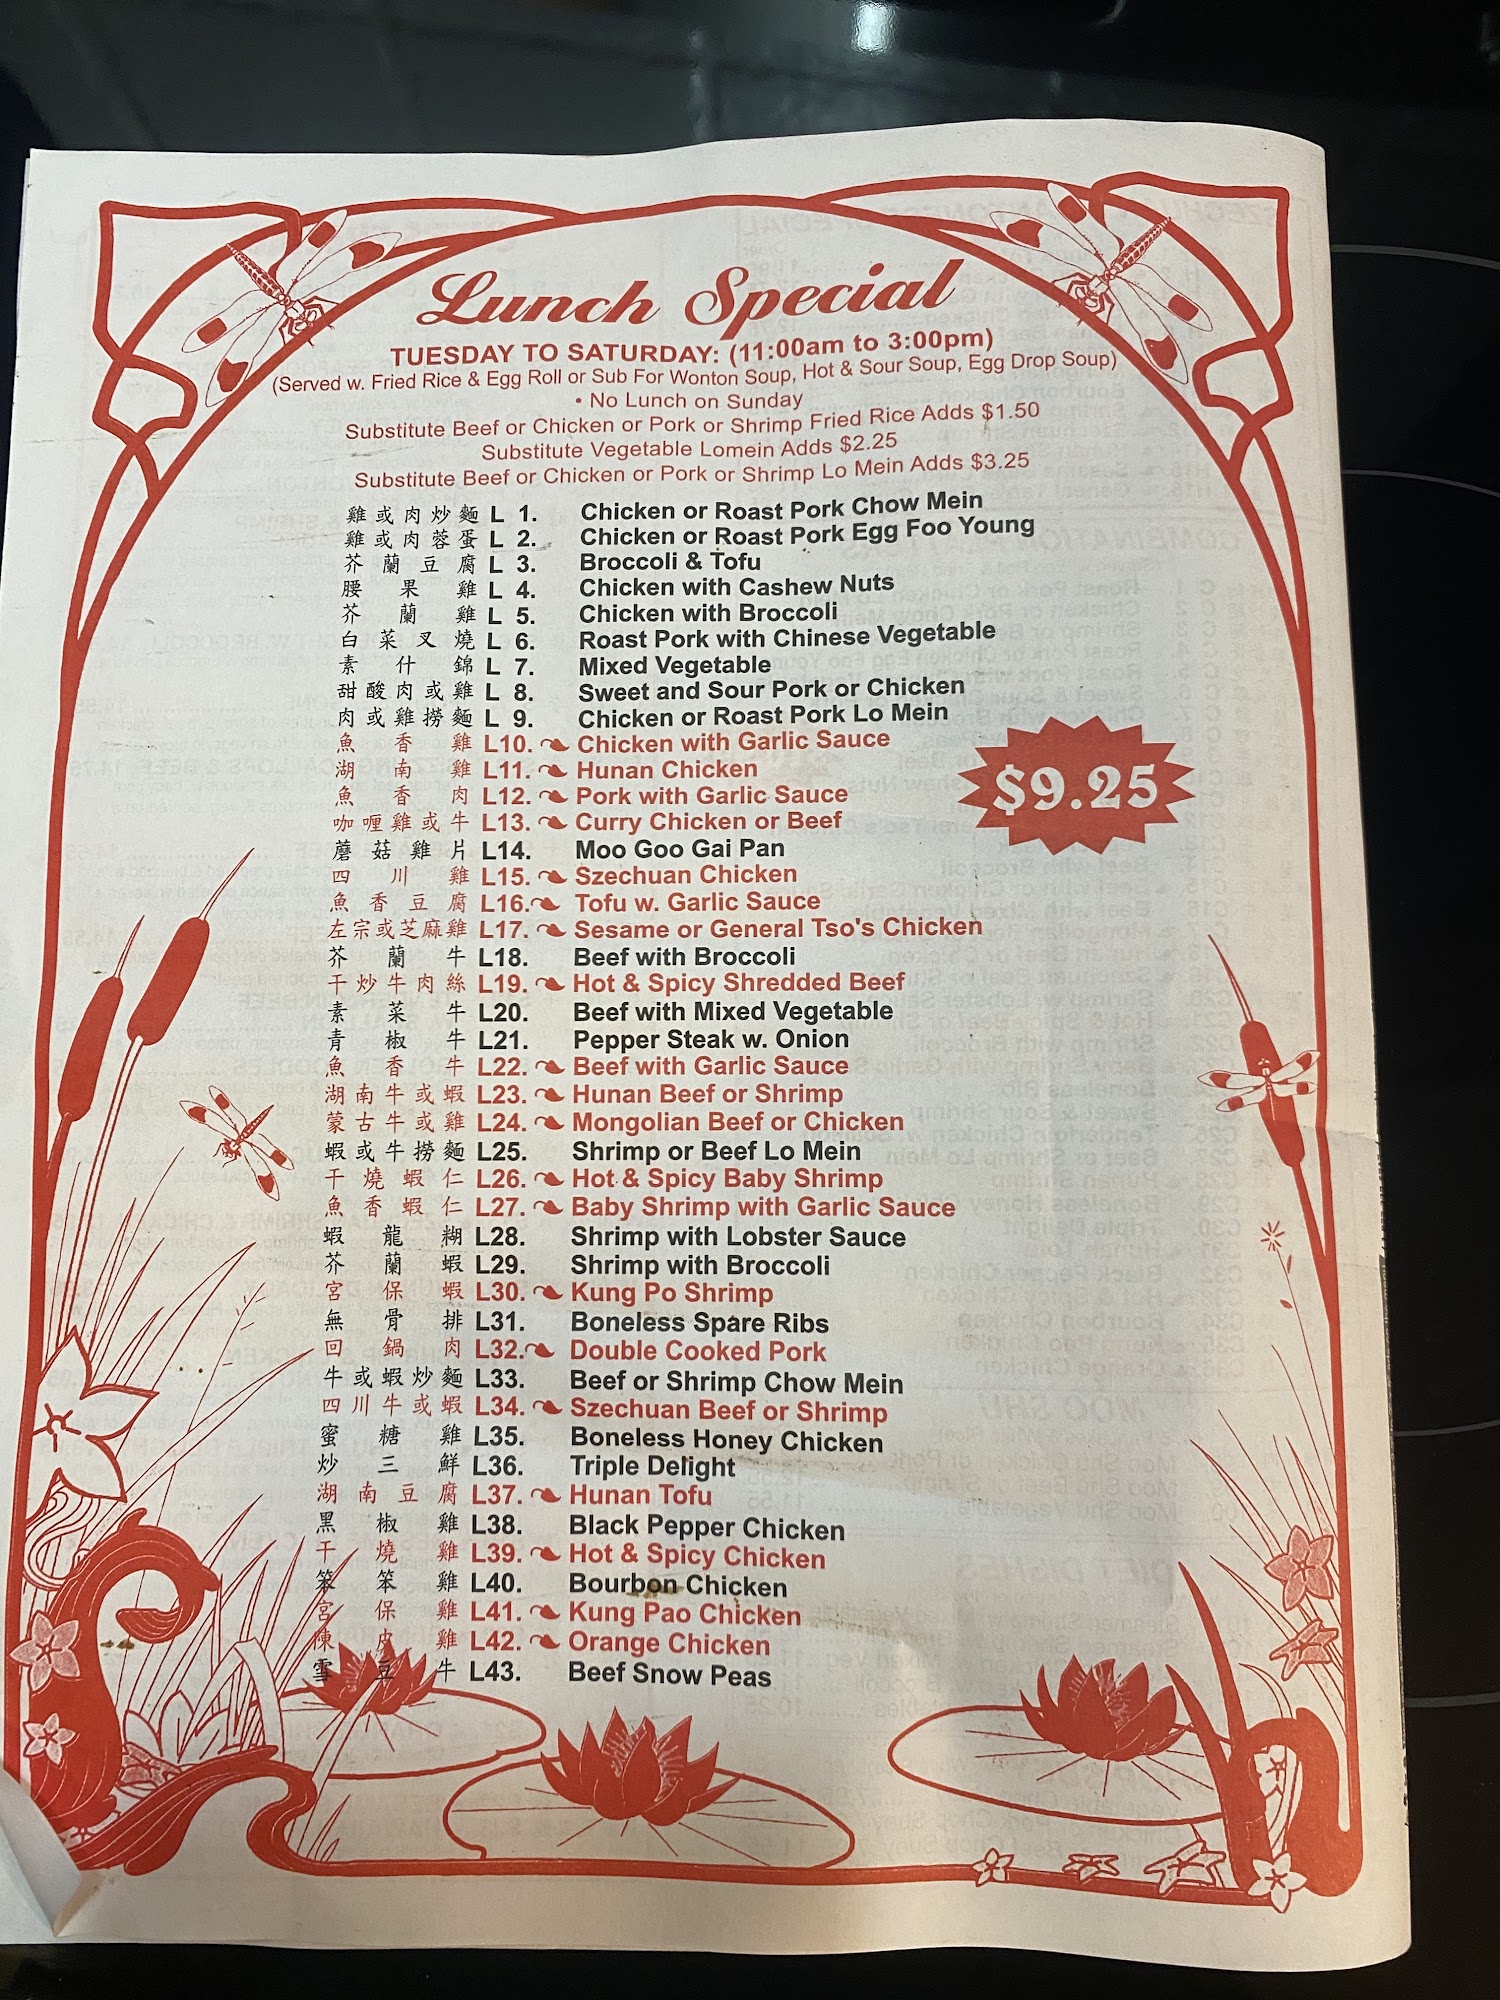 Lunch Special
TUESDAY TO SATURDAY: (11:00am to 3:00pm)
(Served w. Fried Rice & Egg Roll or Sub For Wonton Soup, Hot & Sour Soup, Egg Drop Soup)
• No Lunch on Sunday
Substitute Beef or Chicken or Pork or Shrimp Fried Rice Adds $1.50
Substitute Vegetable Lomein Adds $2.25
Substitute Beef or Chicken or Pork or Shrimp Lo Mein Adds $3.25
雞或肉炒麵 L 1. Chicken or Roast Pork Chow Mein
雞或肉蓉蛋 L 2. Chicken or Roast Pork Egg Foo Young
芥蘭豆腐 L 3. Broccoli & Tofu
腰果雞 L 4. Chicken with Cashew Nuts
芥蘭雞 L 5. Chicken with Broccoli
白菜叉燒 L 6. Roast Pork with Chinese Vegetable
素什錦 L 7. Mixed Vegetable
甜酸肉或雞 L 8. Sweet and Sour Pork or Chicken
肉或雞撈麵 L 9. Chicken or Roast Pork Lo Mein
魚香雞 L10. Chicken with Garlic Sauce
湖南雞 L11. Hunan Chicken
魚香肉 L12. Pork with Garlic Sauce
咖喱雞或牛 L13. Curry Chicken or Beef
蘑菇雞片 L14. Moo Goo Gai Pan
四川雞 L15. Szechuan Chicken
魚香豆腐 L16. Tofu w. Garlic Sauce
左宗或芝麻雞 L17. Sesame or General Tso's Chicken
芥蘭牛 L18. Beef with Broccoli
干炒牛肉絲 L19. Hot & Spicy Shredded Beef
素菜牛 L20. Beef with Mixed Vegetable
青椒牛 L21. Pepper Steak w. Onion
魚香牛 L22. Beef with Garlic Sauce
湖南牛或蝦 L23. Hunan Beef or Shrimp
蒙古牛或雞 L24. Mongolian Beef or Chicken
蝦或牛撈麵 L25. Shrimp or Beef Lo Mein
干燒蝦仁 L26. Hot & Spicy Baby Shrimp
魚香蝦仁 L27. Baby Shrimp with Garlic Sauce
蝦龍糊 L28. Shrimp with Lobster Sauce
芥蘭蝦 L29. Shrimp with Broccoli
宮保蝦 L30. Kung Po Shrimp
無骨排 L31. Boneless Spare Ribs
回鍋肉 L32. Double Cooked Pork
牛或蝦炒麵 L33. Beef or Shrimp Chow Mein
四川牛或蝦 L34. Szechuan Beef or Shrimp
蜜糖雞 L35. Boneless Honey Chicken
炒三鮮 L36. Triple Delight
湖南豆腐 L37. Hunan Tofu
黑椒雞 L38. Black Pepper Chicken
干燒雞 L39. Hot & Spicy Chicken
笨笨雞 L40. Bourbon Chicken
宮保雞 L41. Kung Pao Chicken
陳皮雞 L42. Orange Chicken
雪豆牛 L43. Beef Snow Peas
$9.25